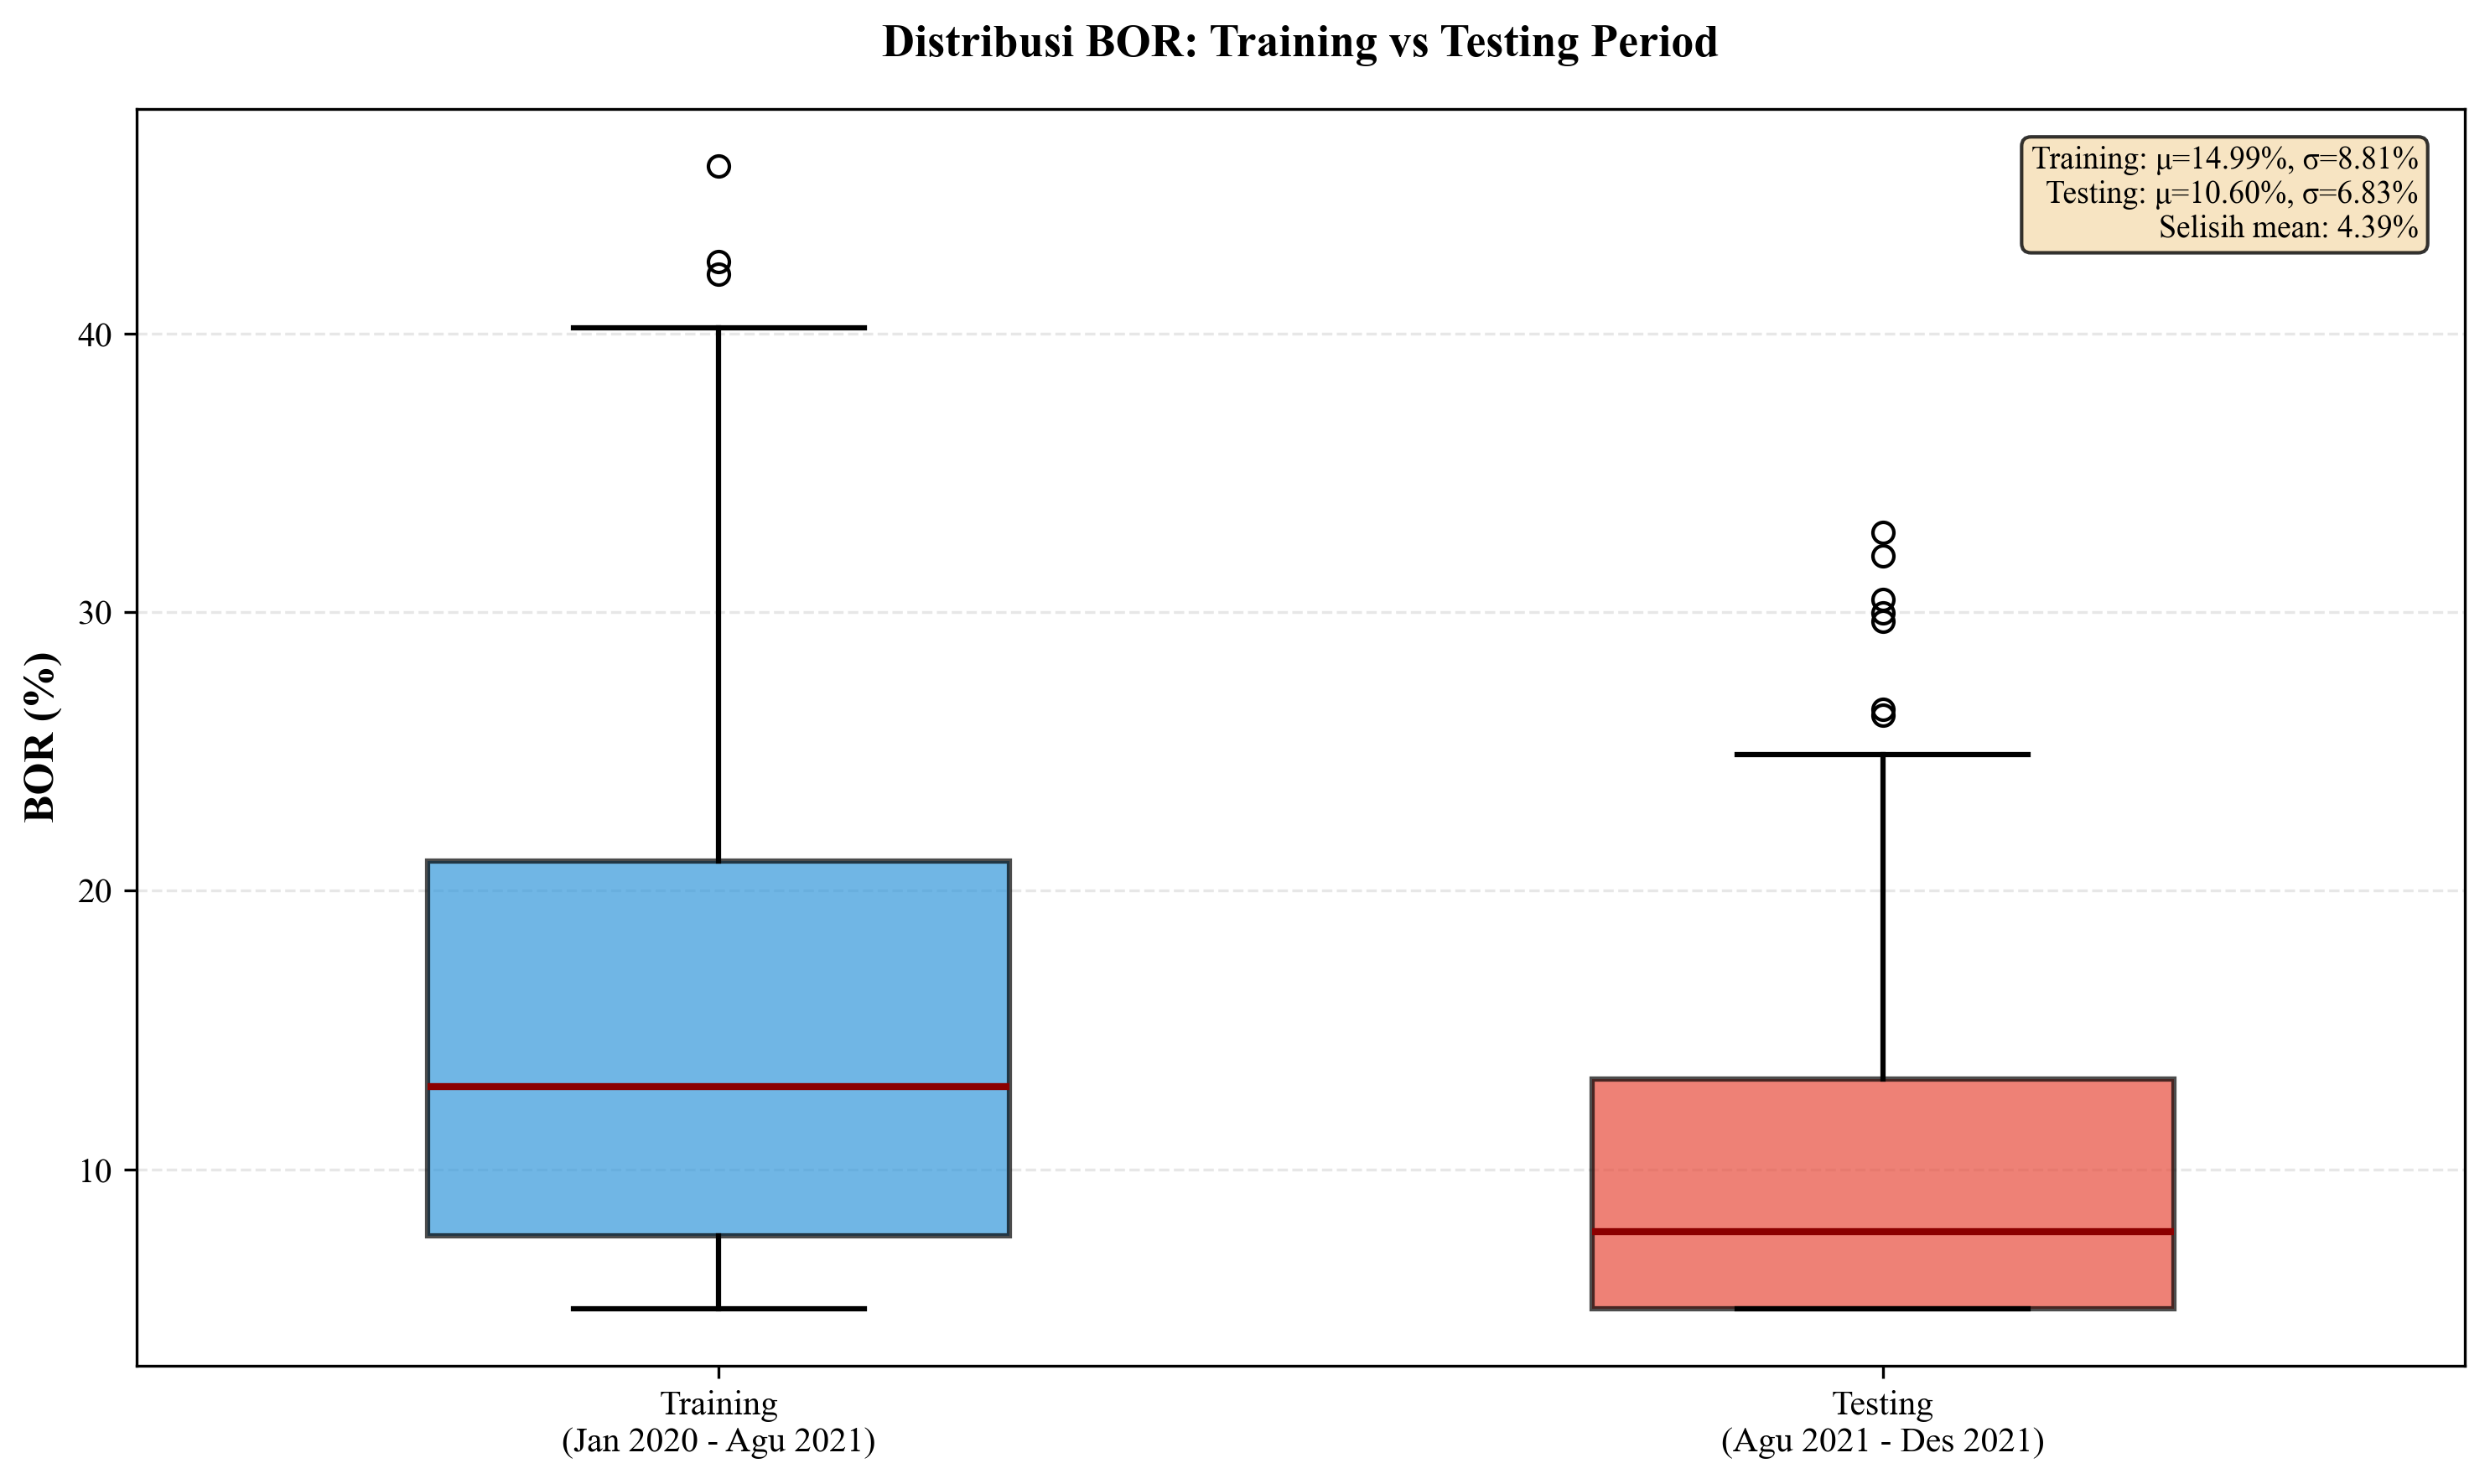 Distribusi BOR: Training vs Testing Period
Training: μ=14.99%, σ=8.81%
Testing: μ=10.60%, σ=6.83%
Selisih mean: 4.39%
BOR (%)
40
30
20
10
Training
(Jan 2020 - Agu 2021)
Testing
(Agu 2021 - Des 2021)